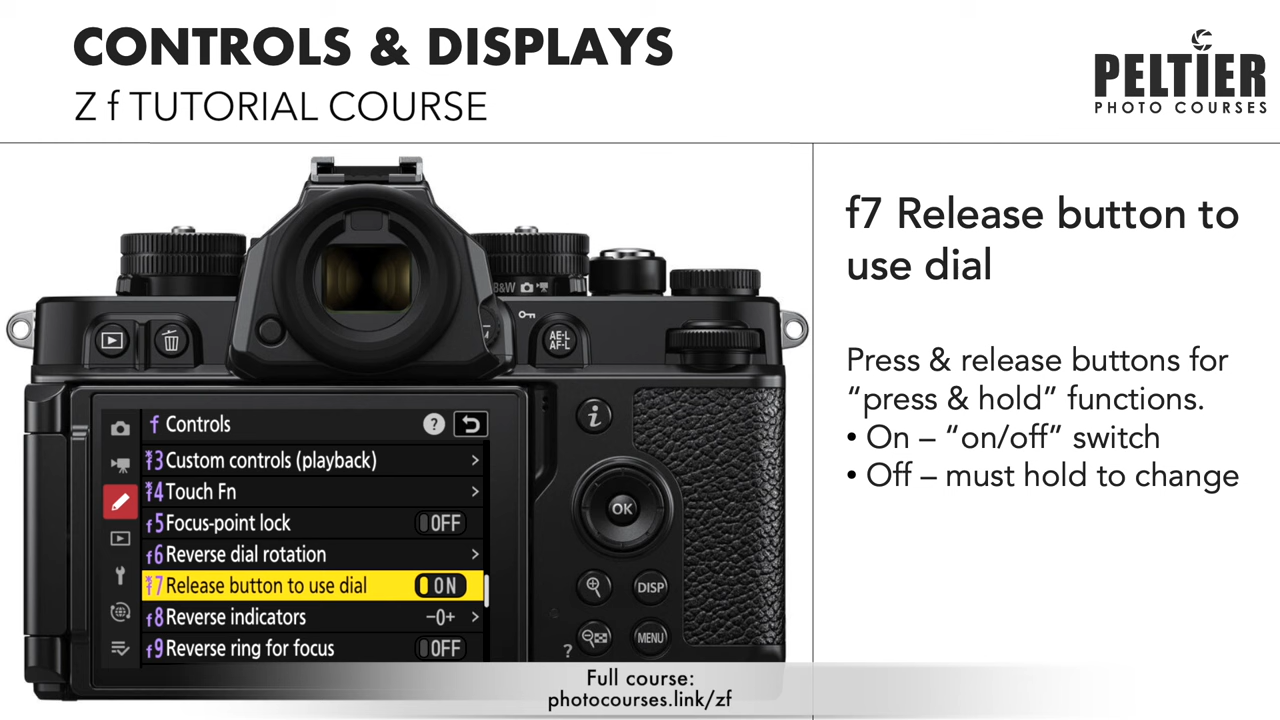 CONTROLS & DISPLAYS
Z f TUTORIAL COURSE
PELTIER
PHOTO COURSES
B&W
AE-L
AF-L
i
OK
DISP
MENU
?
f Controls ?
*f3 Custom controls (playback) >
*f4 Touch Fn >
f5 Focus-point lock OFF
f6 Reverse dial rotation >
*f7 Release button to use dial ON
f8 Reverse indicators −0+ >
f9 Reverse ring for focus OFF
f7 Release button to
use dial
Press & release buttons for
“press & hold” functions.
• On – “on/off” switch
• Off – must hold to change
Full course:
photocourses.link/zf